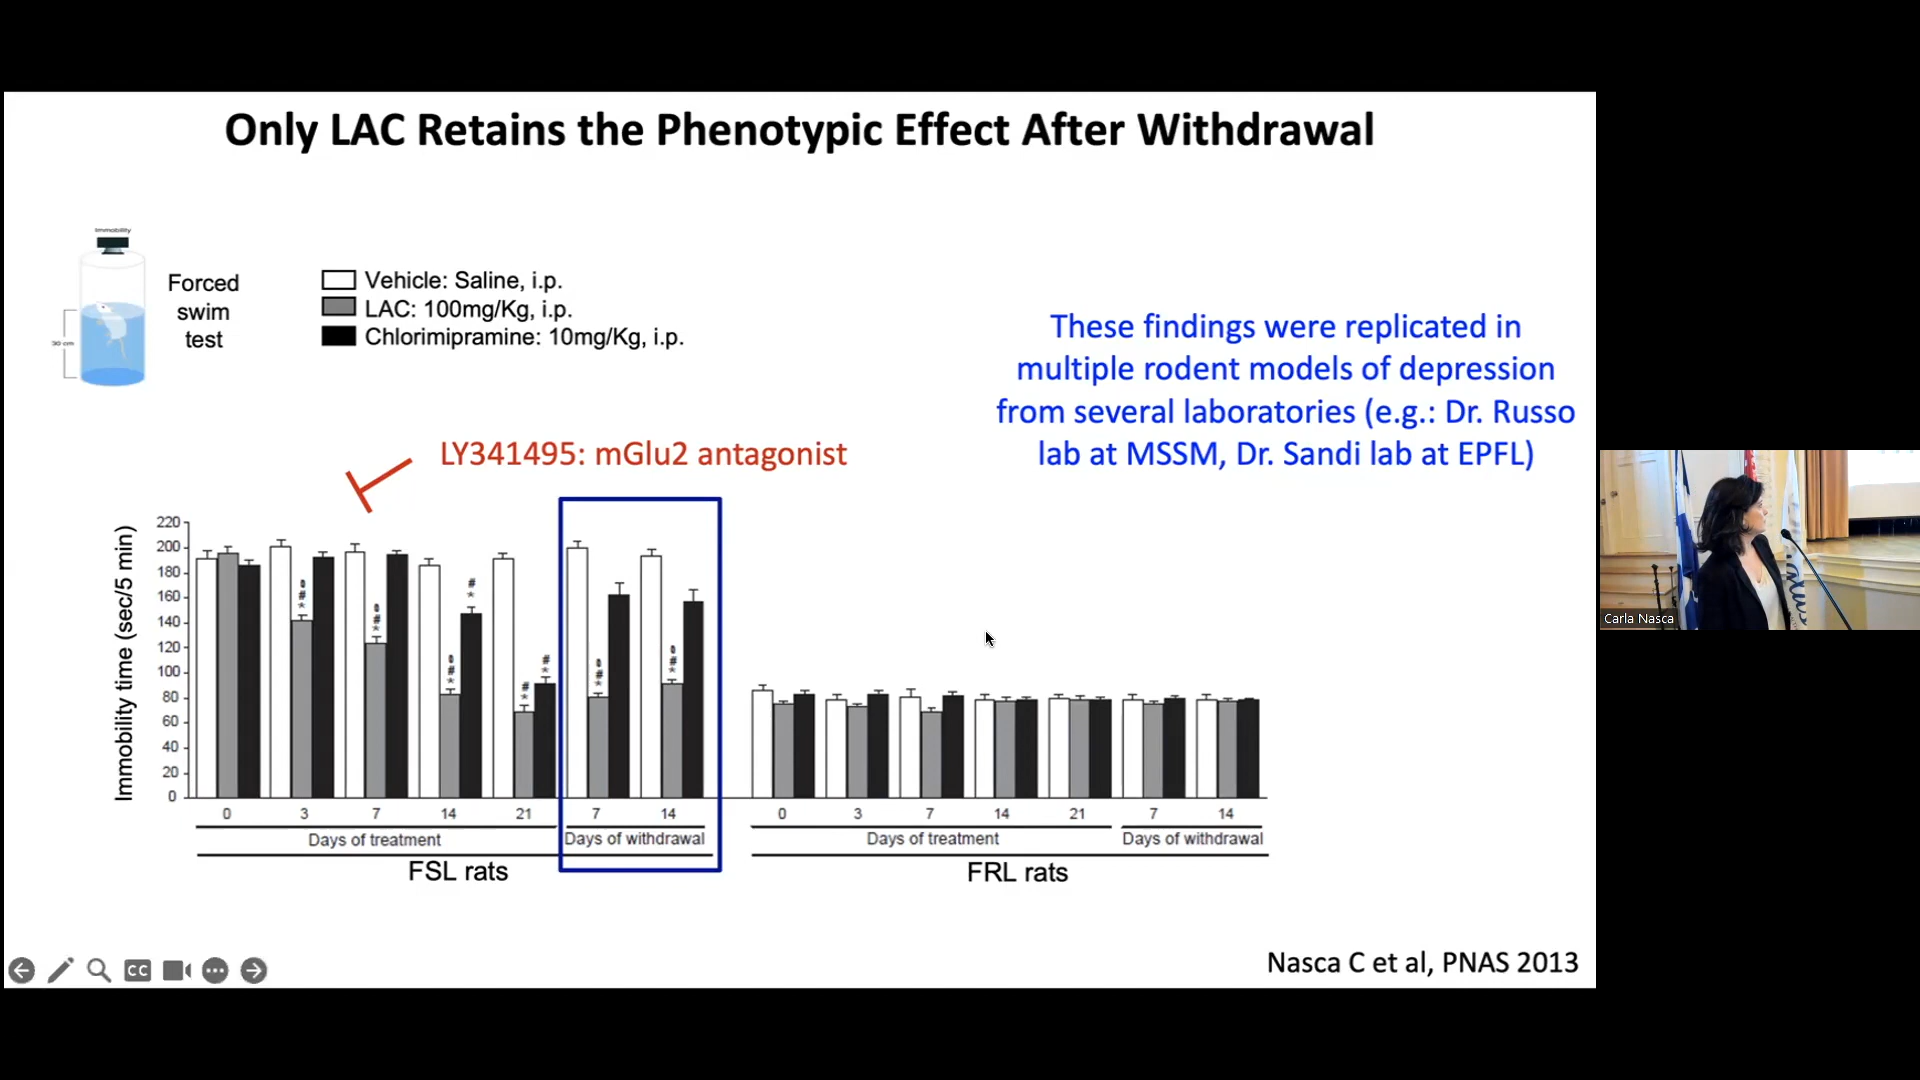 Only LAC Retains the Phenotypic Effect After Withdrawal
Immobility
30 cm
Forced
swim
test
Vehicle: Saline, i.p.
LAC: 100mg/Kg, i.p.
Chlorimipramine: 10mg/Kg, i.p.
These findings were replicated in
multiple rodent models of depression
from several laboratories (e.g.: Dr. Russo
lab at MSSM, Dr. Sandi lab at EPFL)
LY341495: mGlu2 antagonist
Immobility time (sec/5 min)
220
200
180
160
140
120
100
80
60
40
20
0
0 3 7 14 21 7 14
Days of treatment Days of withdrawal
FSL rats
0 3 7 14 21 7 14
Days of treatment Days of withdrawal
FRL rats
Nasca C et al, PNAS 2013
CC
Carla Nasca